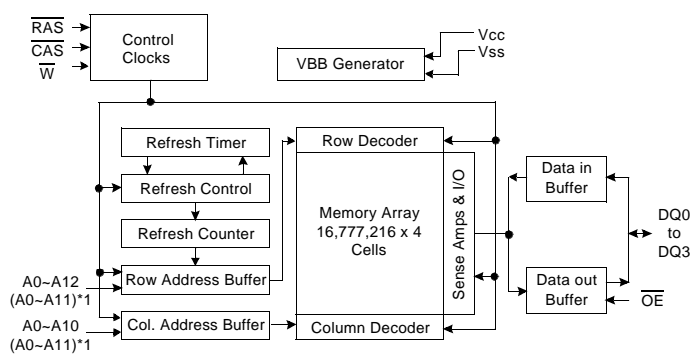 RAS
CAS
W
Control
Clocks
VBB Generator
Vcc
Vss
Refresh Timer
Refresh Control
Refresh Counter
Row Address Buffer
Col. Address Buffer
A0~A12
(A0~A11)*1
A0~A10
(A0~A11)*1
Row Decoder
Memory Array
16,777,216 x 4
Cells
Column Decoder
Sense Amps & I/O
Data in
Buffer
Data out
Buffer
DQ0
to
DQ3
OE